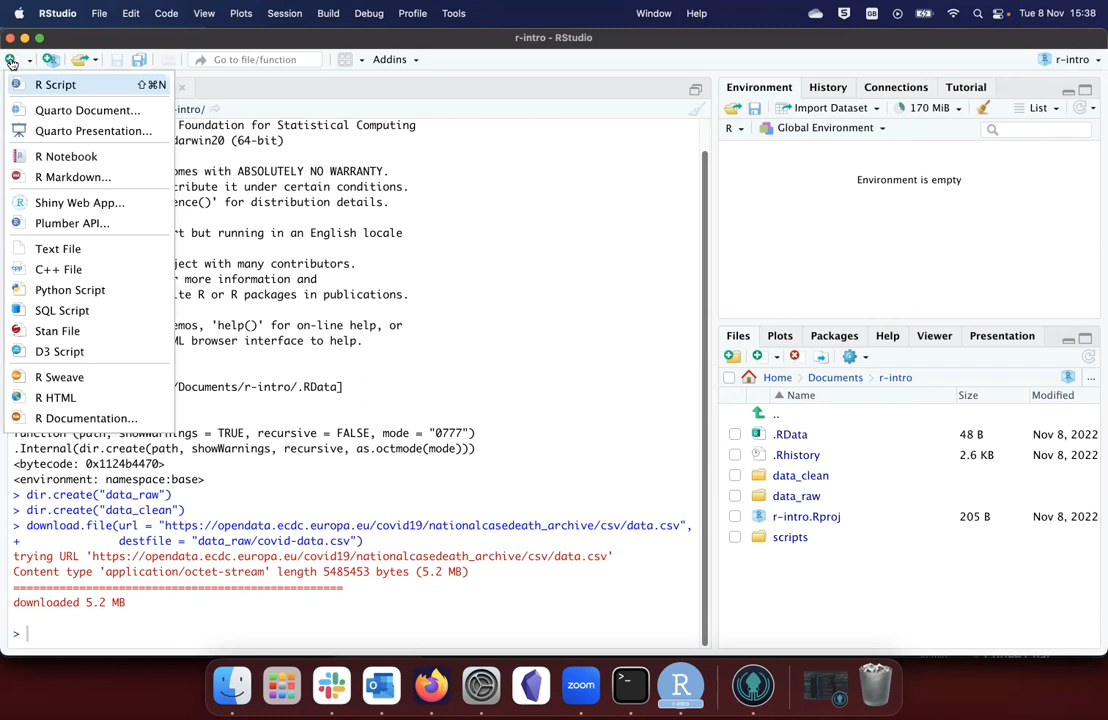 RStudio File Edit Code View Plots Session Build Debug Profile Tools Window Help Tue 8 Nov 15:38
r-intro - RStudio
Go to file/function Addins r-intro
R Script ⇧⌘N
Quarto Document...
Quarto Presentation...
R Notebook
R Markdown...
Shiny Web App...
Plumber API...
Text File
C++ File
Python Script
SQL Script
Stan File
D3 Script
R Sweave
R HTML
R Documentation...
-intro/
Foundation for Statistical Computing
darwin20 (64-bit)
omes with ABSOLUTELY NO WARRANTY.
ribute it under certain conditions.
ence()' for distribution details.
rt but running in an English locale
ject with many contributors.
r more information and
ite R or R packages in publications.
emos, 'help()' for on-line help, or
ML browser interface to help.
/Documents/r-intro/.RData]
function (path, showWarnings = TRUE, recursive = FALSE, mode = "0777")
.Internal(dir.create(path, showWarnings, recursive, as.octmode(mode)))
<bytecode: 0x1124b4470>
<environment: namespace:base>
> dir.create("data_raw")
> dir.create("data_clean")
> download.file(url = "https://opendata.ecdc.europa.eu/covid19/nationalcasedeath_archive/csv/data.csv",
+ destfile = "data_raw/covid-data.csv")
trying URL 'https://opendata.ecdc.europa.eu/covid19/nationalcasedeath_archive/csv/data.csv'
Content type 'application/octet-stream' length 5485453 bytes (5.2 MB)
==================================================
downloaded 5.2 MB
>
Environment History Connections Tutorial
Import Dataset 170 MiB List
R Global Environment
Environment is empty
Files Plots Packages Help Viewer Presentation
Home Documents r-intro ...
Name Size Modified
..
.RData 48 B Nov 8, 2022
.Rhistory 2.6 KB Nov 8, 2022
data_clean
data_raw
r-intro.Rproj 205 B Nov 8, 2022
scripts
zoom
R
r-intro